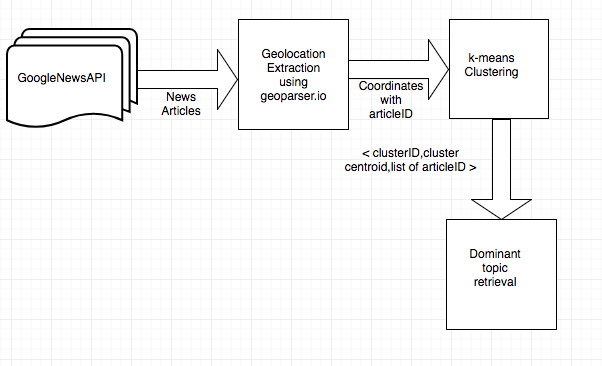 GoogleNewsAPI
News
Articles
Geolocation
Extraction
using
geoparser.io
Coordinates
with
articleID
k-means
Clustering
< clusterID,cluster
centroid,list of articleID >
Dominant
topic
retrieval